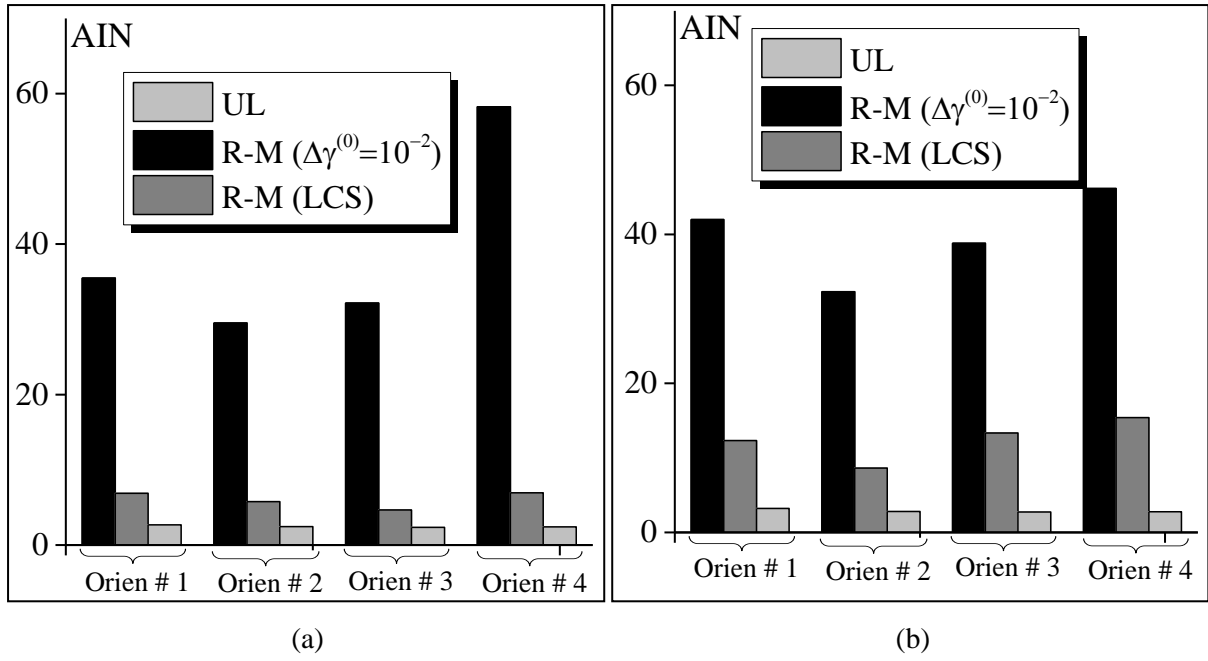 AIN
UL
R-M (Δγ⁽⁰⁾=10⁻²)
R-M (LCS)
60
40
20
0
Orien # 1
Orien # 2
Orien # 3
Orien # 4
(a)
AIN
UL
R-M (Δγ⁽⁰⁾=10⁻²)
R-M (LCS)
60
40
20
0
Orien # 1
Orien # 2
Orien # 3
Orien # 4
(b)